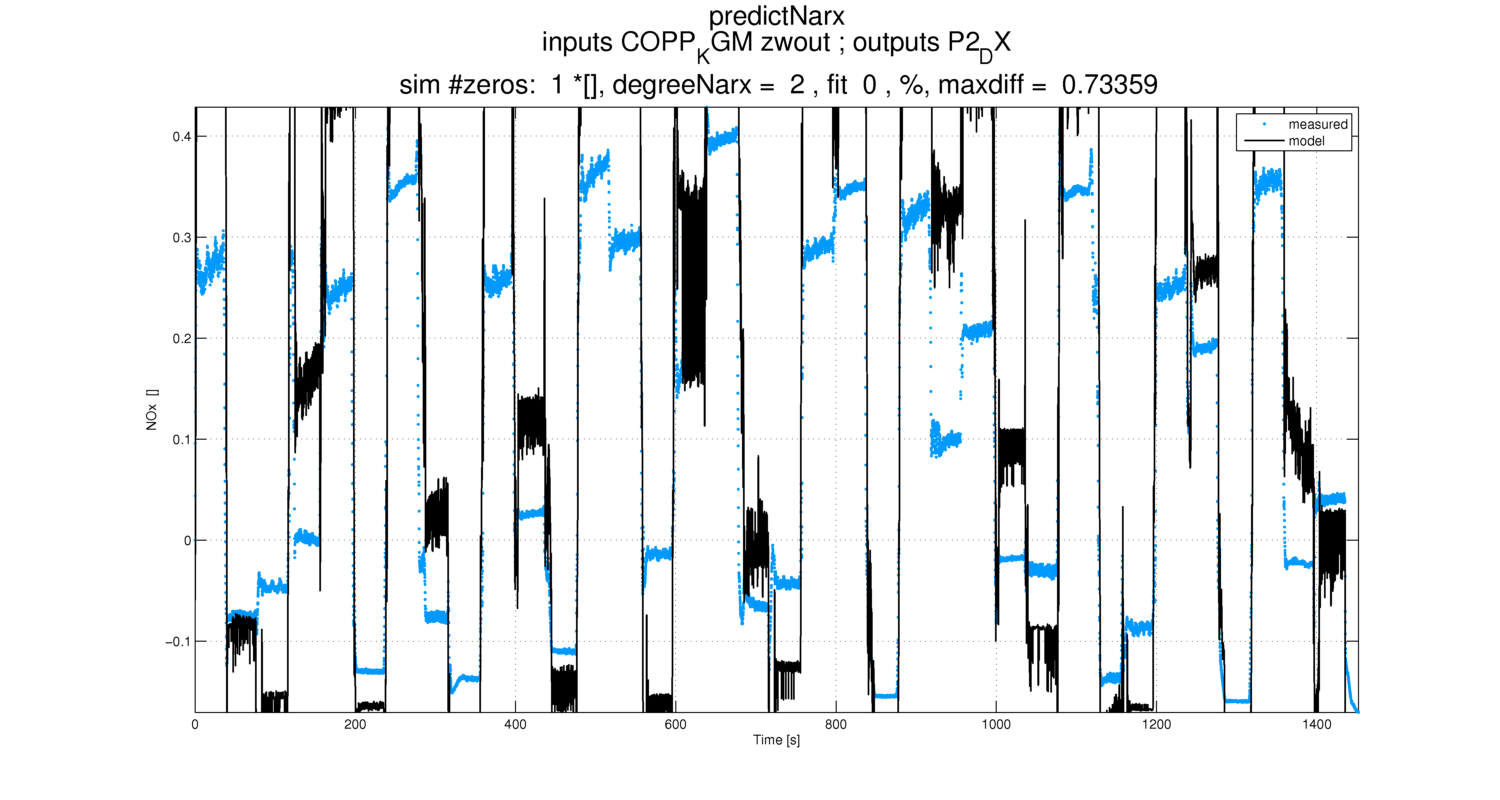 predictNarx
inputs COPP_KGM zwout ; outputs P2_DX
sim #zeros: 1 *[], degreeNarx = 2 , fit 0 , %, maxdiff = 0.73359
measured
model
0.4
0.3
0.2
0.1
0
−0.1
NOx []
0 200 400 600 800 1000 1200 1400
Time [s]